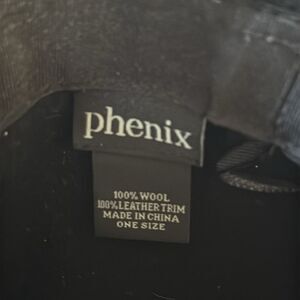 phenix
100% WOOL
100% LEATHER TRIM
MADE IN CHINA
ONE SIZE